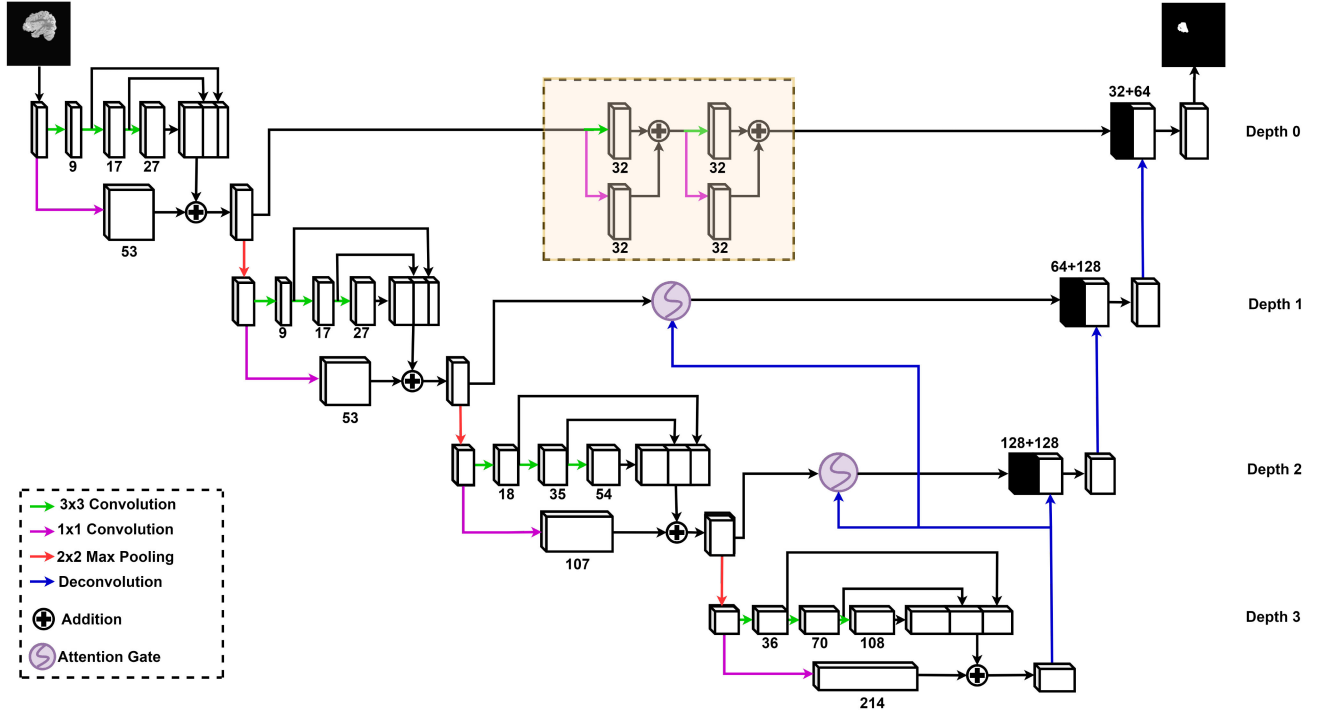 32+64
Depth 0
9
17
27
32
32
53
32
32
64+128
Depth 1
9
17
27
53
128+128
Depth 2
18
35
54
107
3x3 Convolution
1x1 Convolution
2x2 Max Pooling
Deconvolution
Addition
Attention Gate
Depth 3
36
70
108
214